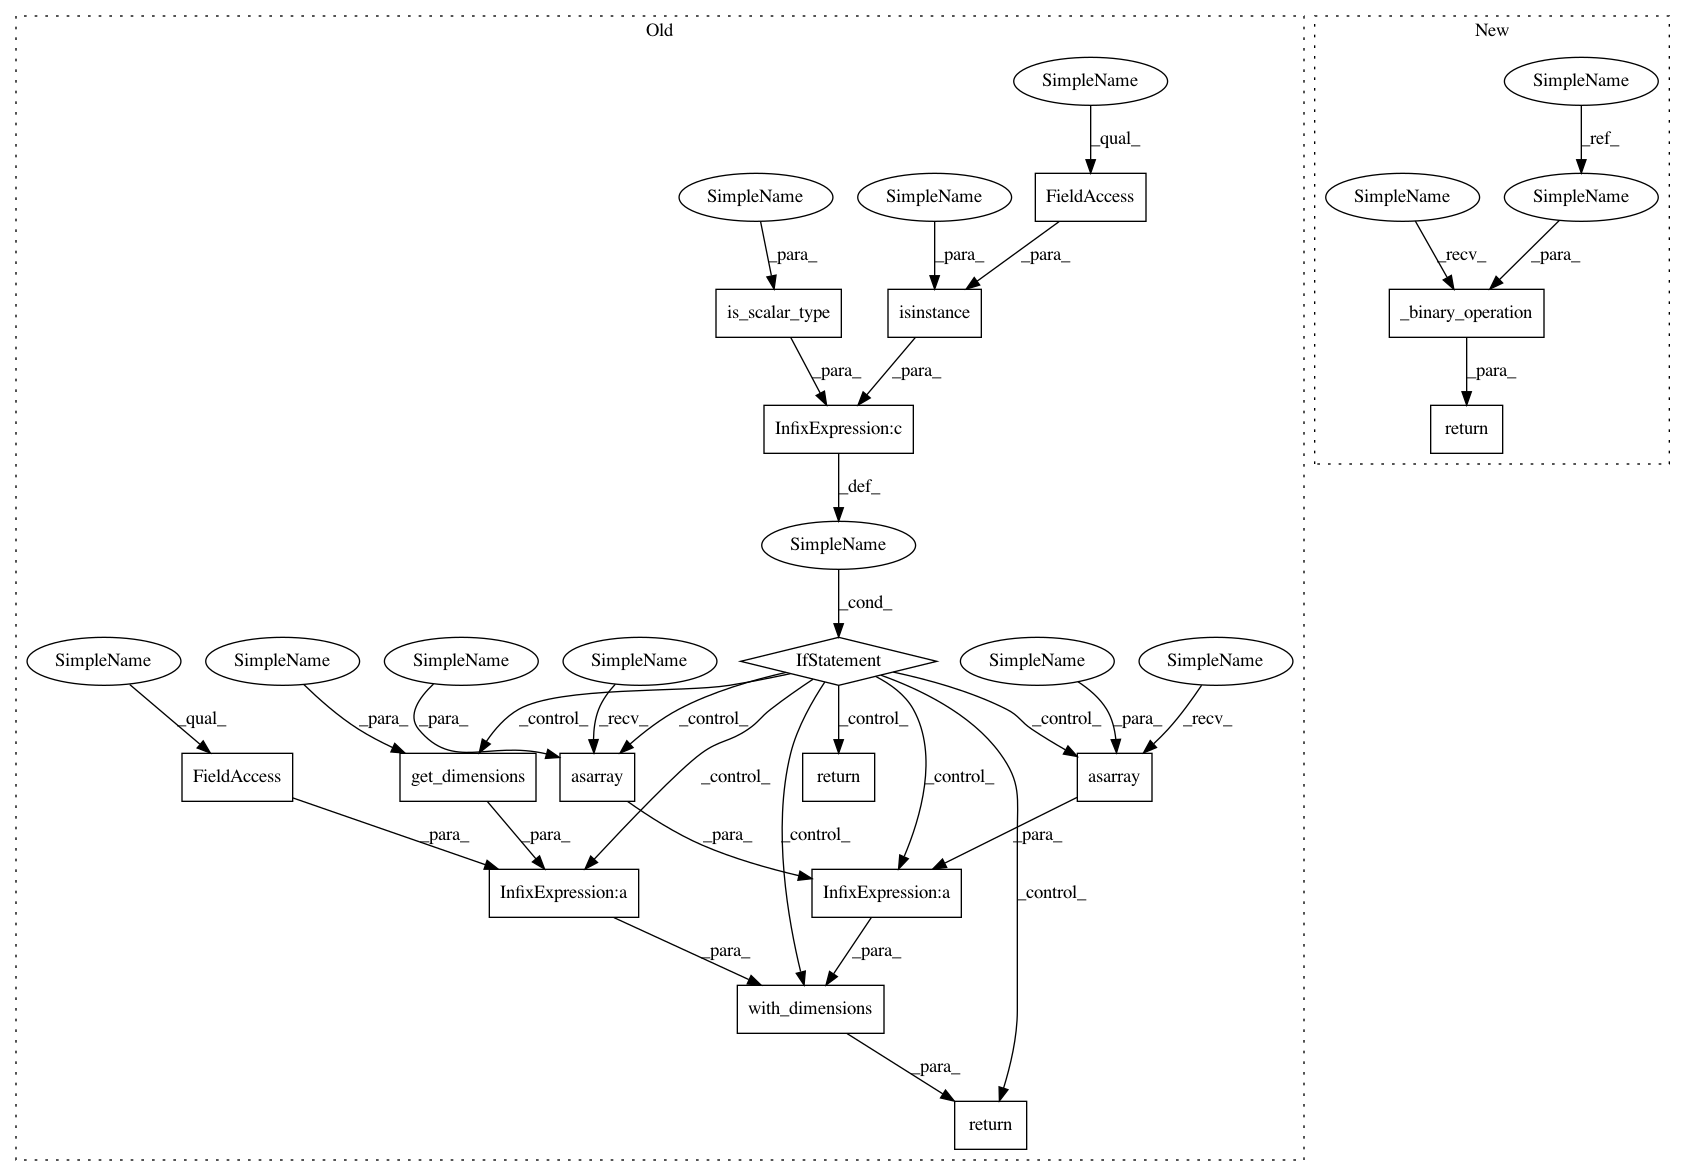 Old
New
SimpleName
SimpleName
_qual_
_ref_
SimpleName
SimpleName
FieldAccess
SimpleName
SimpleName
_para_
_para_
_para_
_recv_
_para_
is_scalar_type
isinstance
_binary_operation
_para_
_para_
_para_
InfixExpression:c
return
_def_
SimpleName
_cond_
SimpleName
SimpleName
SimpleName
SimpleName
IfStatement
SimpleName
SimpleName
_qual_
_para_
_para_
_control_
_recv_
_control_
_control_
_control_
_para_
_recv_
FieldAccess
get_dimensions
asarray
_control_
return
_control_
asarray
_para_
_para_
_para_
_control_
_para_
InfixExpression:a
InfixExpression:a
_control_
_para_
_para_
with_dimensions
_para_
return